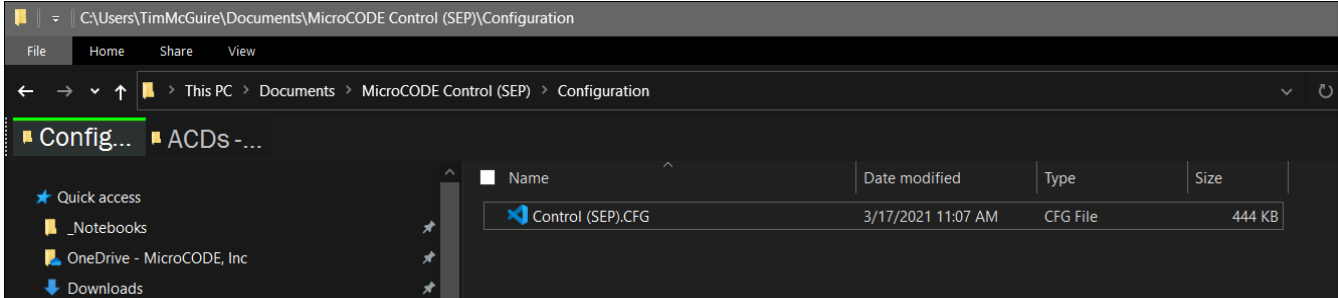 C:\Users\TimMcGuire\Documents\MicroCODE Control (SEP)\Configuration
File Home Share View
This PC > Documents > MicroCODE Control (SEP) > Configuration
Config... ACDs -...
Name Date modified Type Size
Quick access
Control (SEP).CFG 3/17/2021 11:07 AM CFG File 444 KB
_Notebooks
OneDrive - MicroCODE, Inc
Downloads